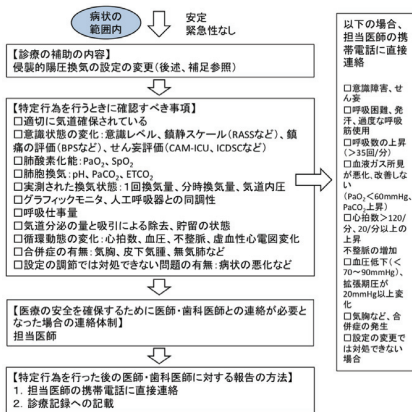 病状の
範囲内
安定
緊急性なし
【診療の補助の内容】
侵襲的陽圧換気の設定の変更(後述、補足参照)
【特定行為を行うときに確認すべき事項】
□適切に気道確保されている
□意識状態の変化：意識レベル、鎮静スケール(RASSなど)、鎮
痛の評価(BPSなど)、せん妄評価(CAM-ICU、ICDSCなど)
□肺酸素化能：PaO₂, SpO₂
□肺胞換気：pH、PaCO₂、ETCO₂
□実測された換気状態：1回換気量、分時換気量、気道内圧
□グラフィックモニタ、人工呼吸器との同調性
□呼吸仕事量
□気道分泌の量と吸引による除去、貯留の状態
□循環動態の変化：心拍数、血圧、不整脈、虚血性心電図変化
□合併症の有無：気胸、皮下気腫、無気肺など
□設定の調節では対処できない問題の有無：病状の悪化など
【医療の安全を確保するために医師・歯科医師との連絡が必要と
なった場合の連絡体制】
担当医師
【特定行為を行った後の医師・歯科医師に対する報告の方法】
1．担当医師の携帯電話に直接連絡
2．診療記録への記載
以下の場合、
担当医師の携
帯電話に直接
連絡
□意識障害、せ
ん妄
□呼吸困難、発
汗、過度な呼吸
筋使用
□呼吸数の上昇
(>35回/分)
□血液ガス所見
が悪化、改善しな
い
(PaO₂<60mmHg、
PaCO₂上昇)
□心拍数>120/
分、20/分以上の
上昇
不整脈の増加
□血圧低下(<
70～90mmHg)、
拡張期圧が
20mmHg以上変
化
□気胸など、合
併症の発生
□設定の変更で
は対処できない
場合